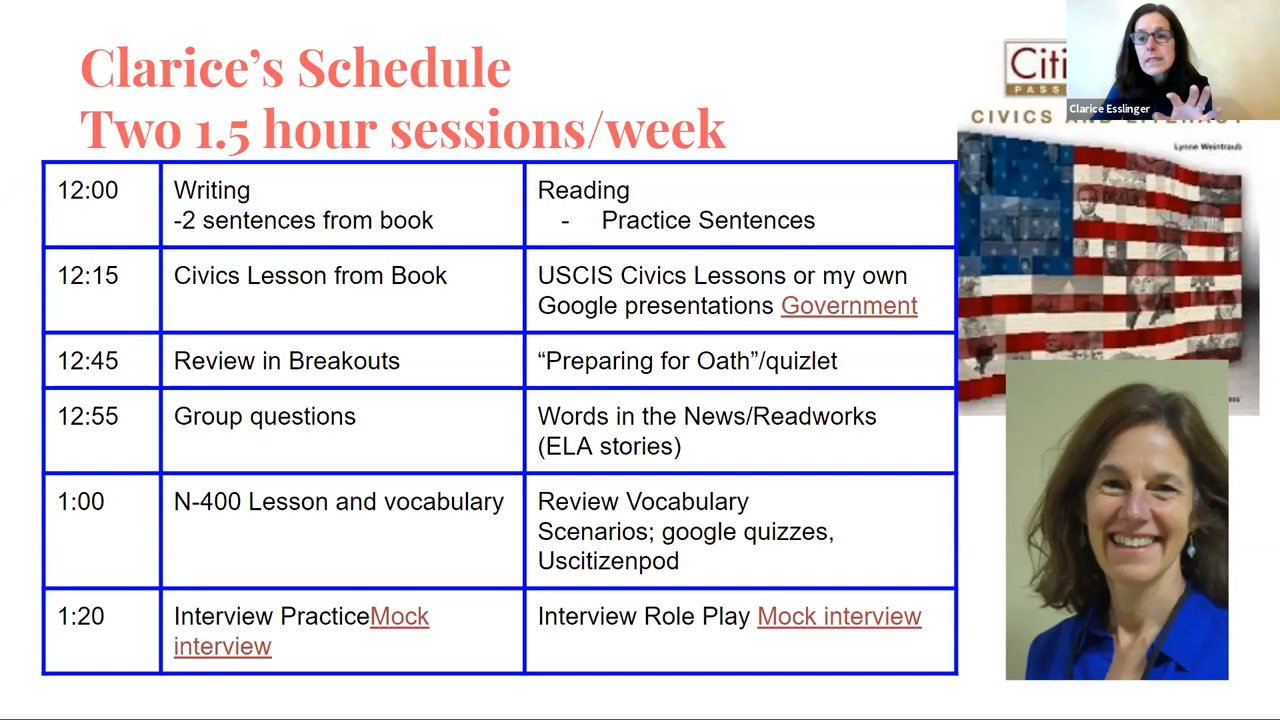 Clarice’s Schedule
Two 1.5 hour sessions/week
12:00
Writing
-2 sentences from book
Reading
- Practice Sentences
12:15
Civics Lesson from Book
USCIS Civics Lessons or my own
Google presentations Government
12:45
Review in Breakouts
“Preparing for Oath”/quizlet
12:55
Group questions
Words in the News/Readworks
(ELA stories)
1:00
N-400 Lesson and vocabulary
Review Vocabulary
Scenarios; google quizzes,
Uscitizenpod
1:20
Interview PracticeMock
interview
Interview Role Play Mock interview
Citi
PASS
CIVICS AND LITERACY
Lynne Weintraub
Clarice Esslinger